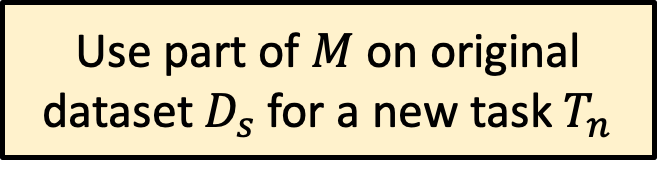 Use part of M on original
dataset Dₛ for a new task Tₙ